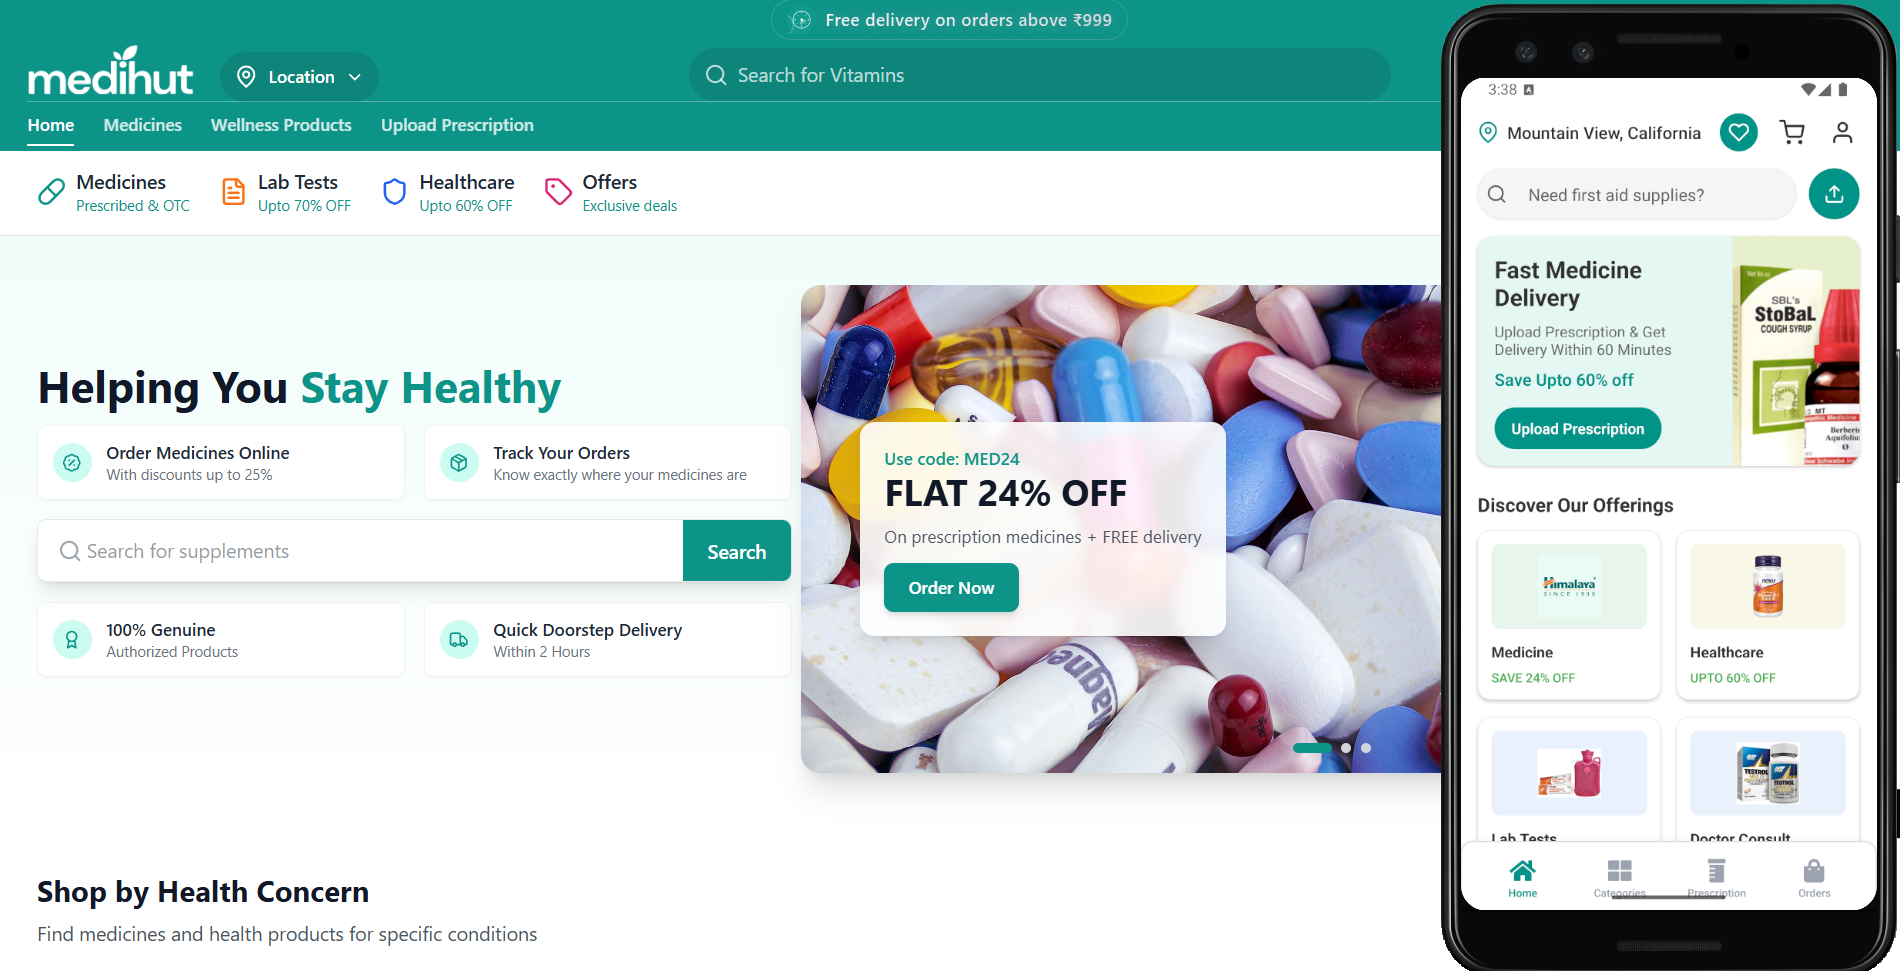 Free delivery on orders above ₹999
medihut
Location
Search for Vitamins
Home
Medicines
Wellness Products
Upload Prescription
Medicines
Prescribed & OTC
Lab Tests
Upto 70% OFF
Healthcare
Upto 60% OFF
Offers
Exclusive deals
Helping You Stay Healthy
Order Medicines Online
With discounts up to 25%
Track Your Orders
Know exactly where your medicines are
Search for supplements
Search
100% Genuine
Authorized Products
Quick Doorstep Delivery
Within 2 Hours
Use code: MED24
FLAT 24% OFF
On prescription medicines + FREE delivery
Order Now
Shop by Health Concern
Find medicines and health products for specific conditions
3:38
Mountain View, California
Need first aid supplies?
Fast Medicine
Delivery
Upload Prescription & Get
Delivery Within 60 Minutes
Save Upto 60% off
Upload Prescription
SBL's
StoBaL
COUGH SYRUP
MT
Berberis
Discover Our Offerings
Himalaya
SINCE 1930
now
Medicine
SAVE 24% OFF
Healthcare
UPTO 60% OFF
TESTROL
TESTROL
Lab Tests
Doctor Consult
Home
Categories
Prescription
Orders